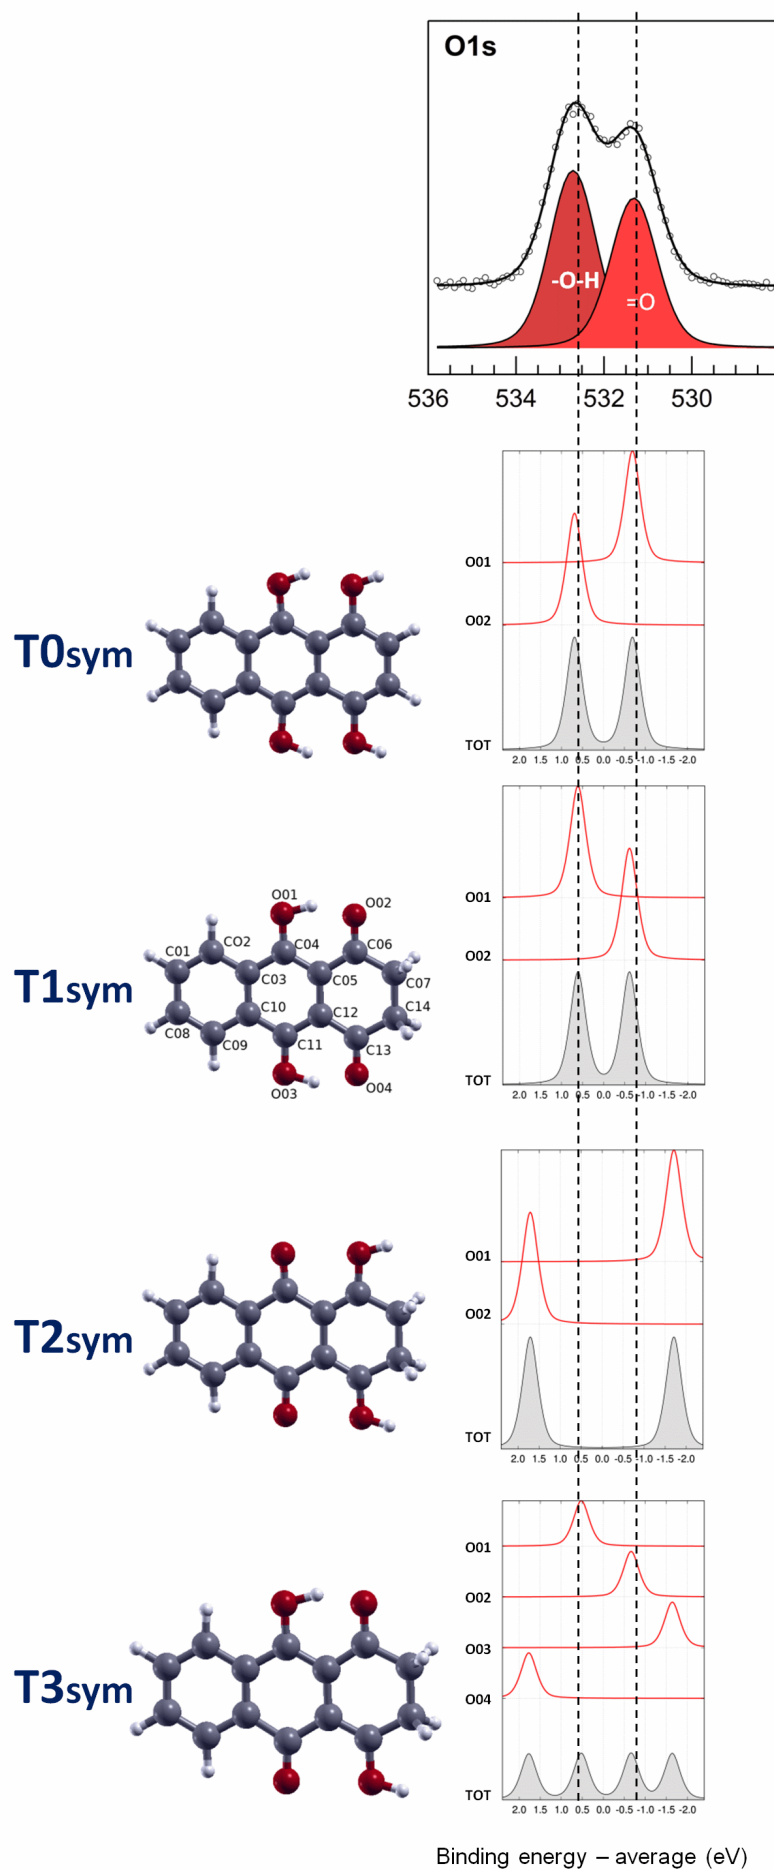 O1s
-O-H
=O
536 534 532 530
O01
O02
TOT
2.0 1.5 1.0 0.5 0.0 -0.5 -1.0 -1.5 -2.0
T0sym
O01 O02
C01 CO2 C04 C06
C03 C05 C07
C10 C12 C14
C08 C09 C11 C13
O03 O04
T1sym
O01
O02
TOT
2.0 1.5 1.0 0.5 0.0 -0.5 -1.0 -1.5 -2.0
T2sym
O01
O02
TOT
2.0 1.5 1.0 0.5 0.0 -0.5 -1.0 -1.5 -2.0
T3sym
O01
O02
O03
O04
TOT
2.0 1.5 1.0 0.5 0.0 -0.5 -1.0 -1.5 -2.0
Binding energy – average (eV)